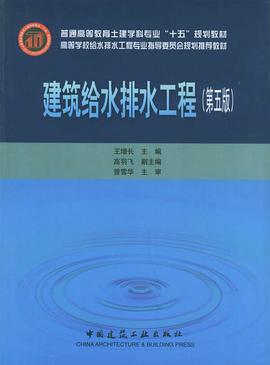 普通高等教育土建学科专业“十五”规划教材
高等学校给水排水工程专业指导委员会规划推荐教材
建筑给水排水工程(第五版)
王增长 主 编
高羽飞 副主编
曾雪华 主 审
中国建筑工业出版社
CHINA ARCHITECTURE & BUILDING PRESS